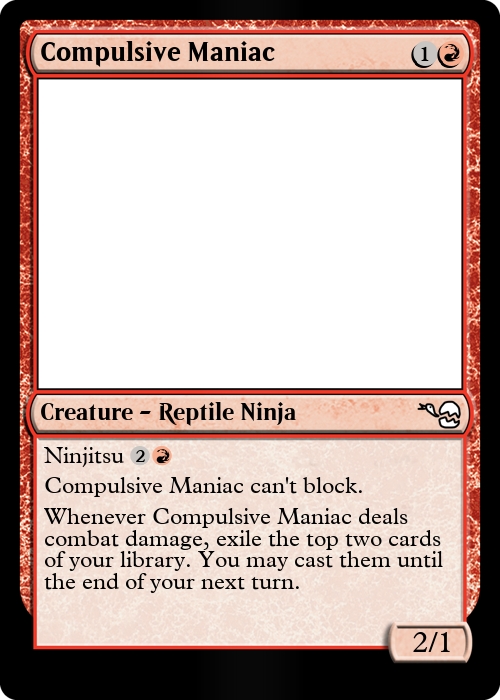 Compulsive Maniac 1
Creature – Reptile Ninja
Ninjitsu 2
Compulsive Maniac can't block.
Whenever Compulsive Maniac deals
combat damage, exile the top two cards
of your library. You may cast them until
the end of your next turn.
2/1